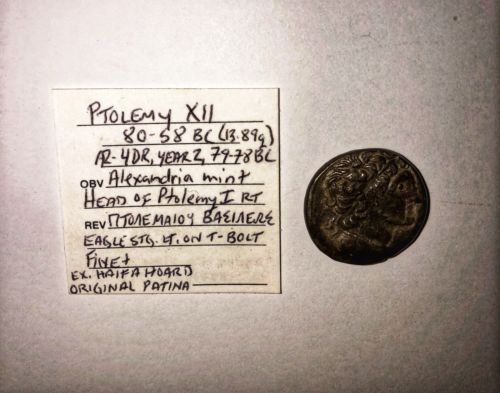 PTOLEMY XII
80-58 BC (13.89g)
AR-4DR, YEAR 2, 79-78 BC
OBV Alexandria mint
HEAD OF Ptolemy I RT
REV ΠΤΟΛΕΜΑΙΟΥ ΒΑΣΙΛΕΩΣ
EAGLE STG. LT. ON T-BOLT
FINE+
EX. HAIFA HOARD
ORIGINAL PATINA